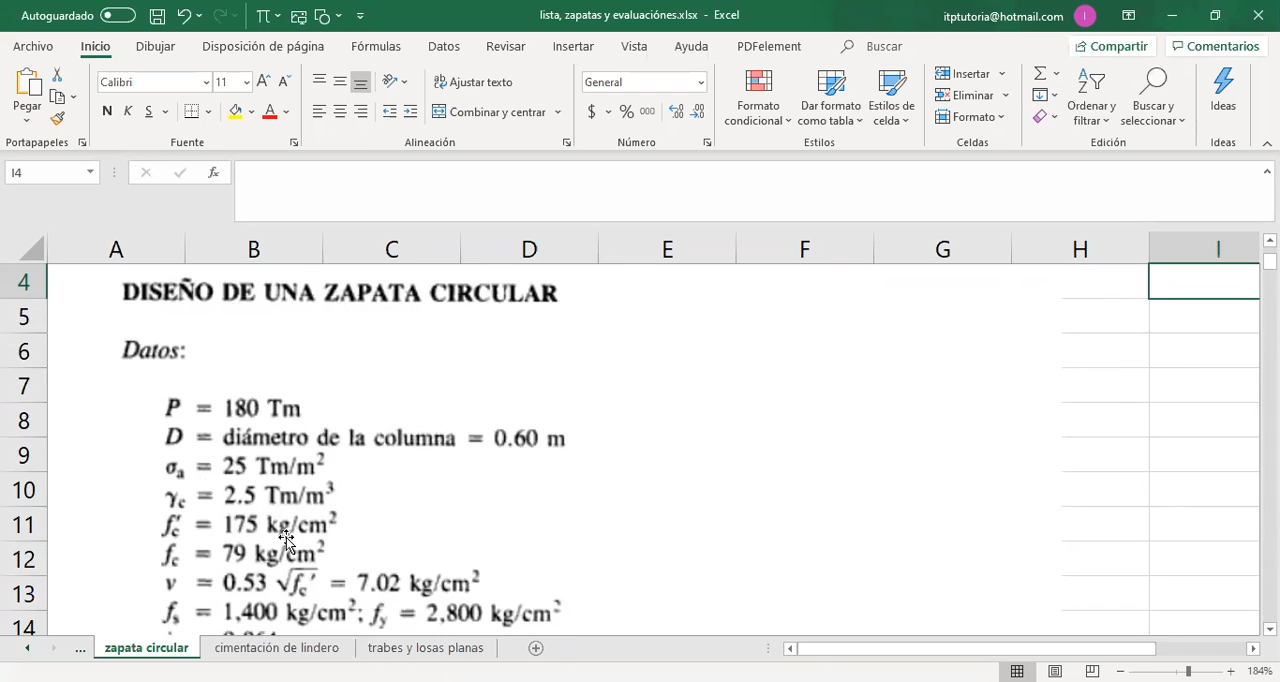 Autoguardado
lista, zapatas y evaluaciónes.xlsx - Excel
itptutoria@hotmail.com I
Archivo Inicio Dibujar Disposición de página Fórmulas Datos Revisar Insertar Vista Ayuda PDFelement Buscar Compartir Comentarios
Pegar
Calibri 11
N K S
Ajustar texto
Combinar y centrar
General
$ % 000
Formato condicional
Dar formato como tabla
Estilos de celda
Insertar
Eliminar
Formato
Ordenar y filtrar
Buscar y seleccionar
Ideas
Portapapeles Fuente Alineación Número Estilos Celdas Edición Ideas
I4 fx
A B C D E F G H I
4
5
6
7
8
9
10
11
12
13
14
DISEÑO DE UNA ZAPATA CIRCULAR
Datos:
P = 180 Tm
D = diámetro de la columna = 0.60 m
σa = 25 Tm/m²
γc = 2.5 Tm/m³
f'c = 175 kg/cm²
fc = 79 kg/cm²
v = 0.53 √fc' = 7.02 kg/cm²
fs = 1,400 kg/cm²; fy = 2,800 kg/cm²
... zapata circular cimentación de lindero trabes y losas planas
184%